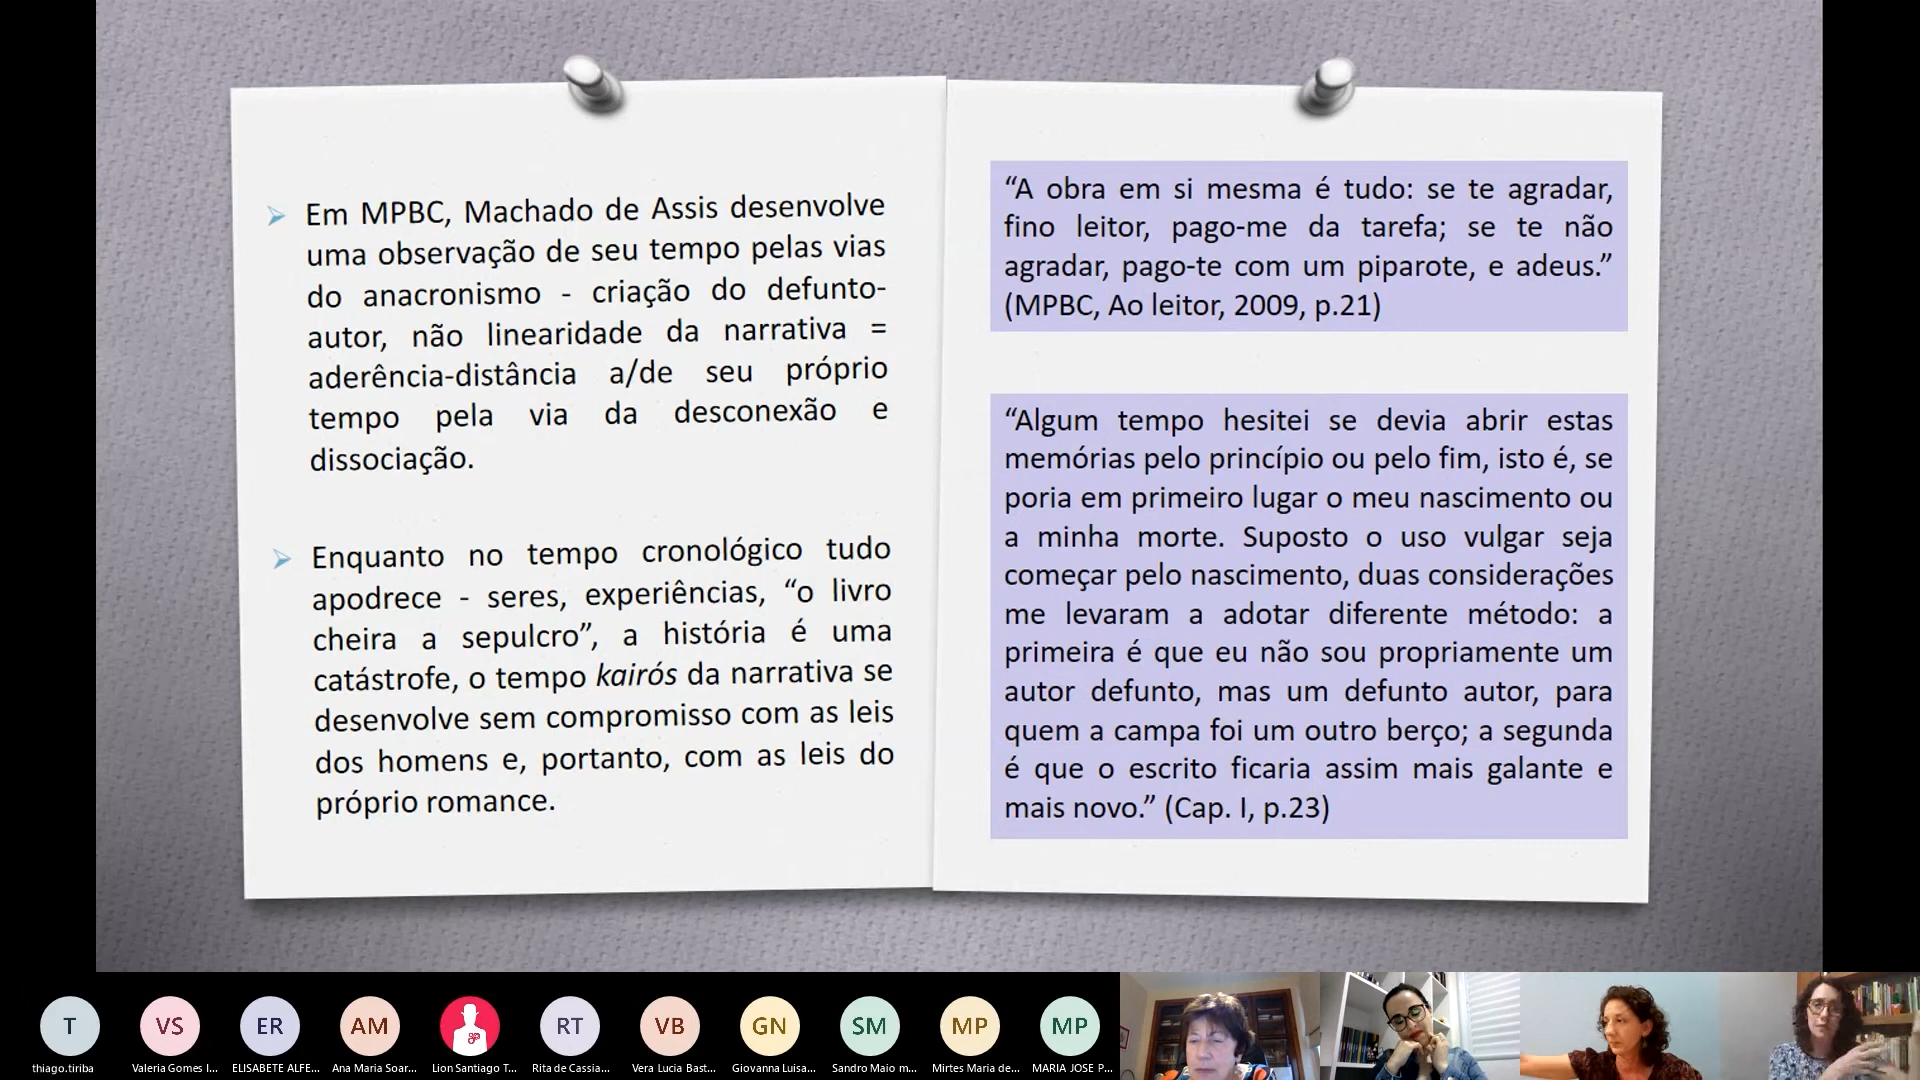 Em MPBC, Machado de Assis desenvolve
uma observação de seu tempo pelas vias
do anacronismo - criação do defunto-
autor, não linearidade da narrativa =
aderência-distância a/de seu próprio
tempo pela via da desconexão e
dissociação.
Enquanto no tempo cronológico tudo
apodrece - seres, experiências, “o livro
cheira a sepulcro”, a história é uma
catástrofe, o tempo kairós da narrativa se
desenvolve sem compromisso com as leis
dos homens e, portanto, com as leis do
próprio romance.
“A obra em si mesma é tudo: se te agradar,
fino leitor, pago-me da tarefa; se te não
agradar, pago-te com um piparote, e adeus.”
(MPBC, Ao leitor, 2009, p.21)
“Algum tempo hesitei se devia abrir estas
memórias pelo princípio ou pelo fim, isto é, se
poria em primeiro lugar o meu nascimento ou
a minha morte. Suposto o uso vulgar seja
começar pelo nascimento, duas considerações
me levaram a adotar diferente método: a
primeira é que eu não sou propriamente um
autor defunto, mas um defunto autor, para
quem a campa foi um outro berço; a segunda
é que o escrito ficaria assim mais galante e
mais novo.” (Cap. I, p.23)
T VS ER AM RT VB GN SM MP MP
thiago.tiriba Valeria Gomes I... ELISABETE ALFE... Ana Maria Soar... Lion Santiago T... Rita de Cassia... Vera Lucia Bast... Giovanna Luisa... Sandro Maio m... Mirtes Maria de... MARIA JOSE P...